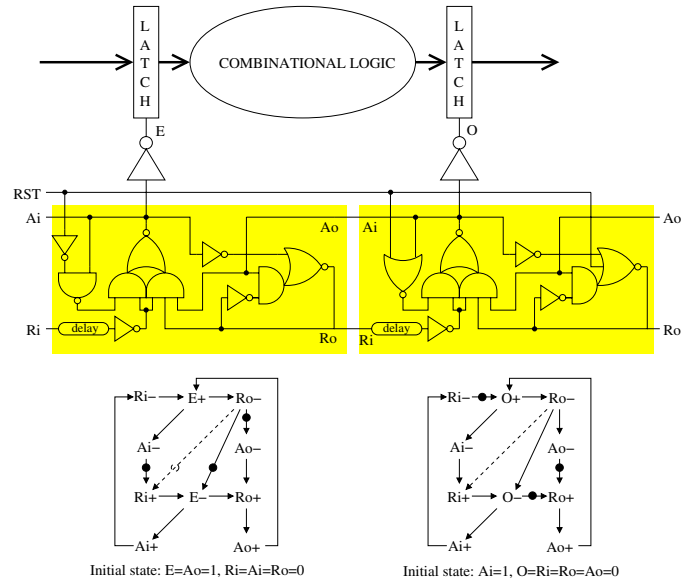 L A T C H
COMBINATIONAL LOGIC
L A T C H
E
O
RST
Ai
Ao
Ai
Ao
Ri
delay
Ro
Ri
delay
Ro
Ri− E+ Ro−
Ai− Ao−
Ri+ E− Ro+
Ai+ Ao+
Initial state: E=Ao=1, Ri=Ai=Ro=0
Ri− O+ Ro−
Ai− Ao−
Ri+ O− Ro+
Ai+ Ao+
Initial state: Ai=1, O=Ri=Ro=Ao=0